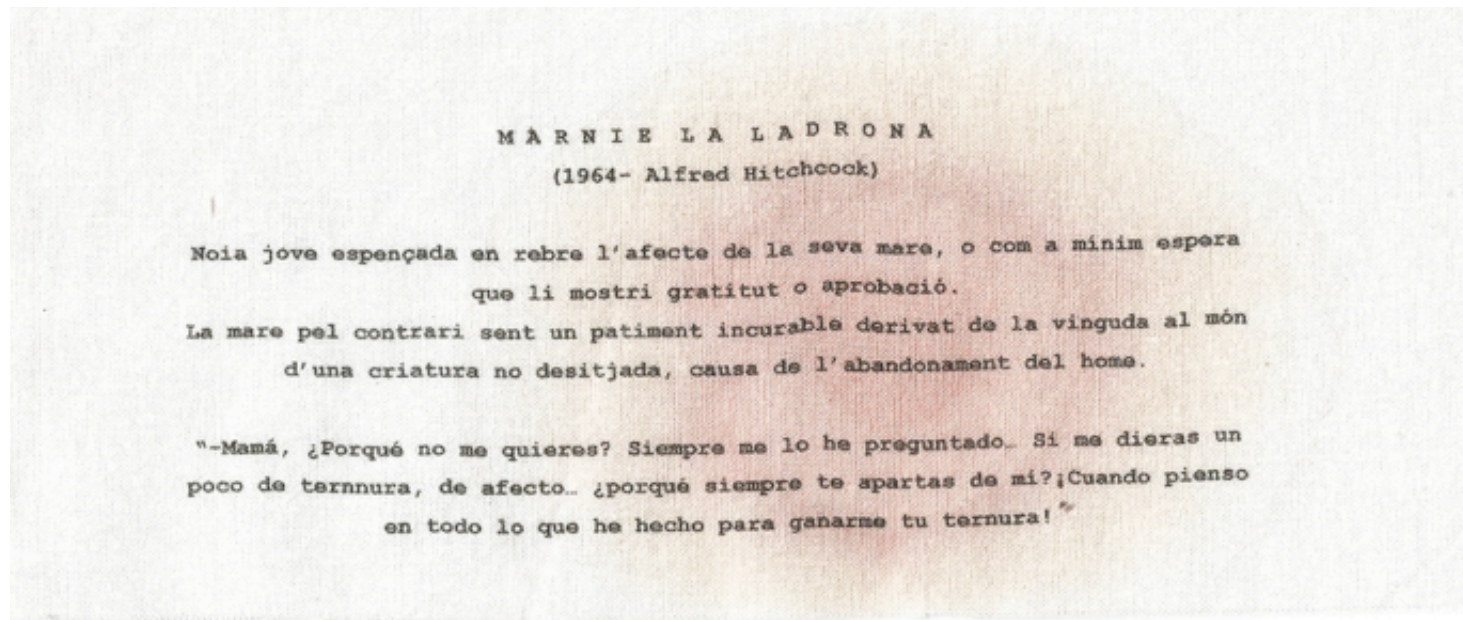 MARNIE LA LADRONA
(1964- Alfred Hitchcock)
Noia jove espençada en rebre l'afecte de la seva mare, o com a mínim espera
que li mostri gratitut o aprobació.
La mare pel contrari sent un patiment incurable derivat de la vinguda al món
d'una criatura no desitjada, causa de l'abandonament del home.
"-Mamá, ¿Porqué no me quieres? Siempre me lo he preguntado… Si me dieras un
poco de ternnura, de afecto… ¿porqué siempre te apartas de mí?¡Cuando pienso
en todo lo que he hecho para ganarme tu ternura!"